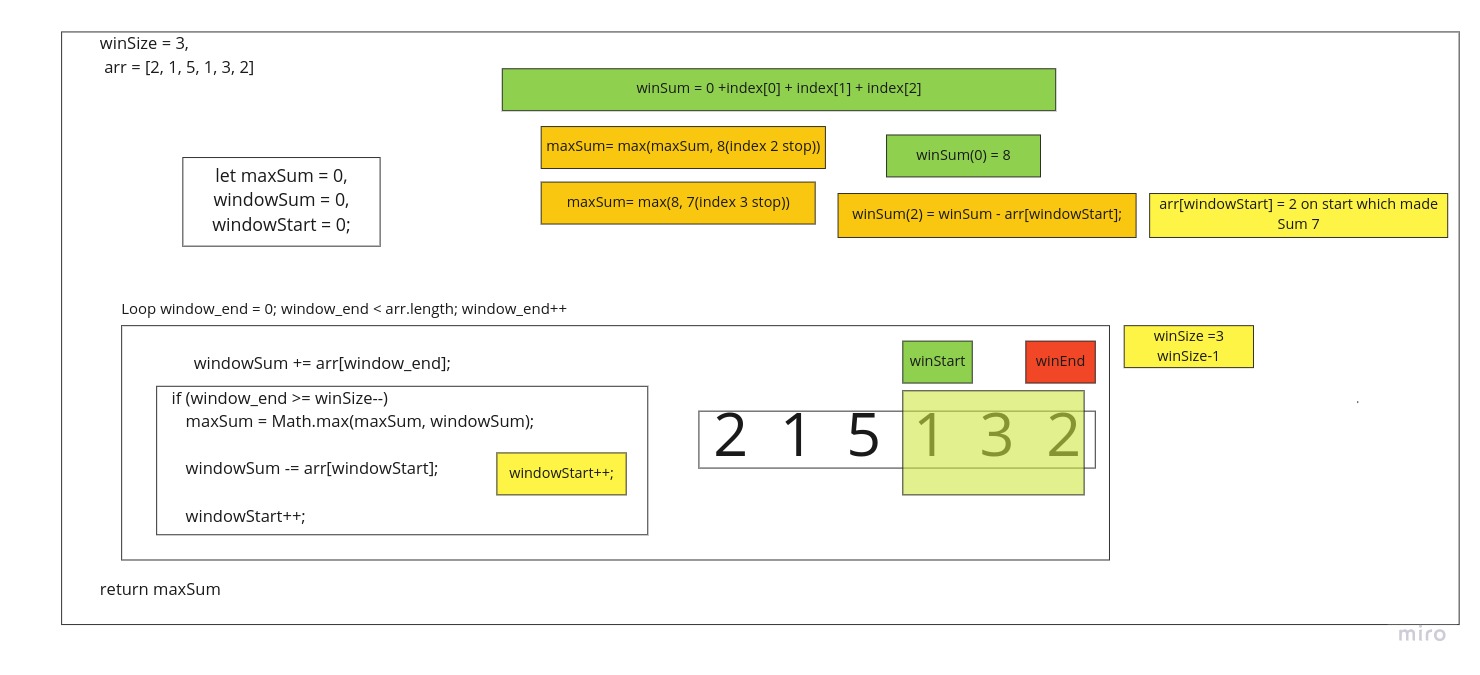 winSize = 3,
arr = [2, 1, 5, 1, 3, 2]
winSum = 0 +index[0] + index[1] + index[2]
maxSum= max(maxSum, 8(index 2 stop))
winSum(0) = 8
let maxSum = 0,
windowSum = 0,
windowStart = 0;
maxSum= max(8, 7(index 3 stop))
winSum(2) = winSum - arr[windowStart];
arr[windowStart] = 2 on start which made
Sum 7
Loop window_end = 0; window_end < arr.length; window_end++
winSize =3
winSize-1
windowSum += arr[window_end];
winStart
winEnd
if (window_end >= winSize--)
maxSum = Math.max(maxSum, windowSum);
2 1 5 1 3 2
windowSum -= arr[windowStart];
windowStart++;
windowStart++;
return maxSum
miro